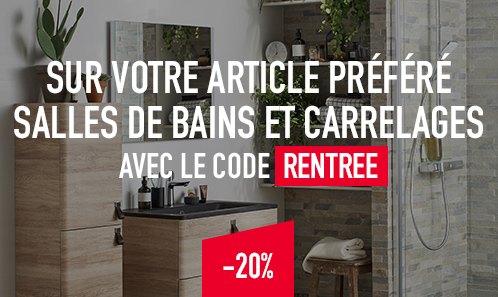 SUR VOTRE ARTICLE PRÉFÉRÉ
SALLES DE BAINS ET CARRELAGES
AVEC LE CODE RENTREE
-20%